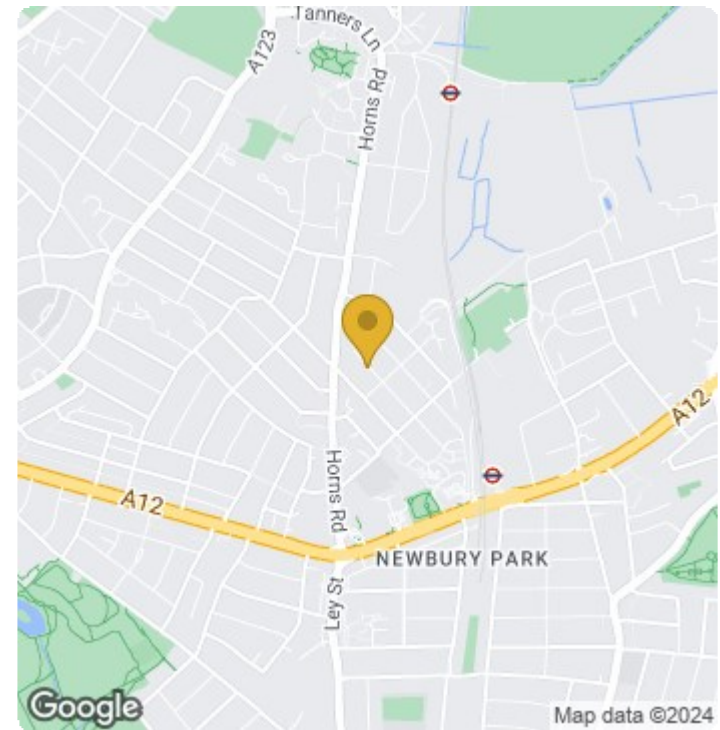 Tanners Ln
A123
Horns Rd
A12
Horns Rd
A12
NEWBURY PARK
Ley St
Google
Map data ©2024